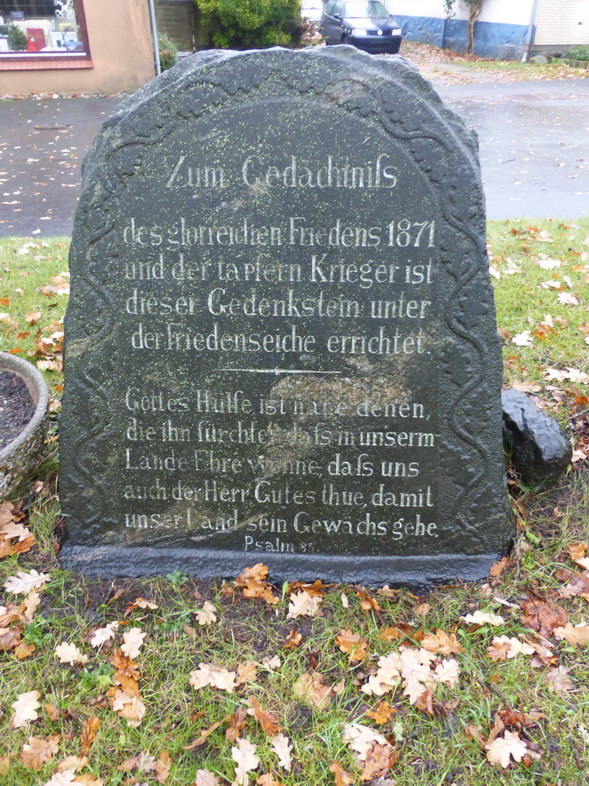 Zum Gedächtniſs
des glorreichen Friedens 1871
und der tapfern Krieger ist
dieser Gedenkstein unter
der Friedenseiche errichtet.
Gottes Hülfe ist nahe denen,
die ihn fürchten, daſs in unserm
Lande Ehre wohne, daſs uns
auch der Herr Gutes thue, damit
unser Land sein Gewächs gebe.
Psalm 85.